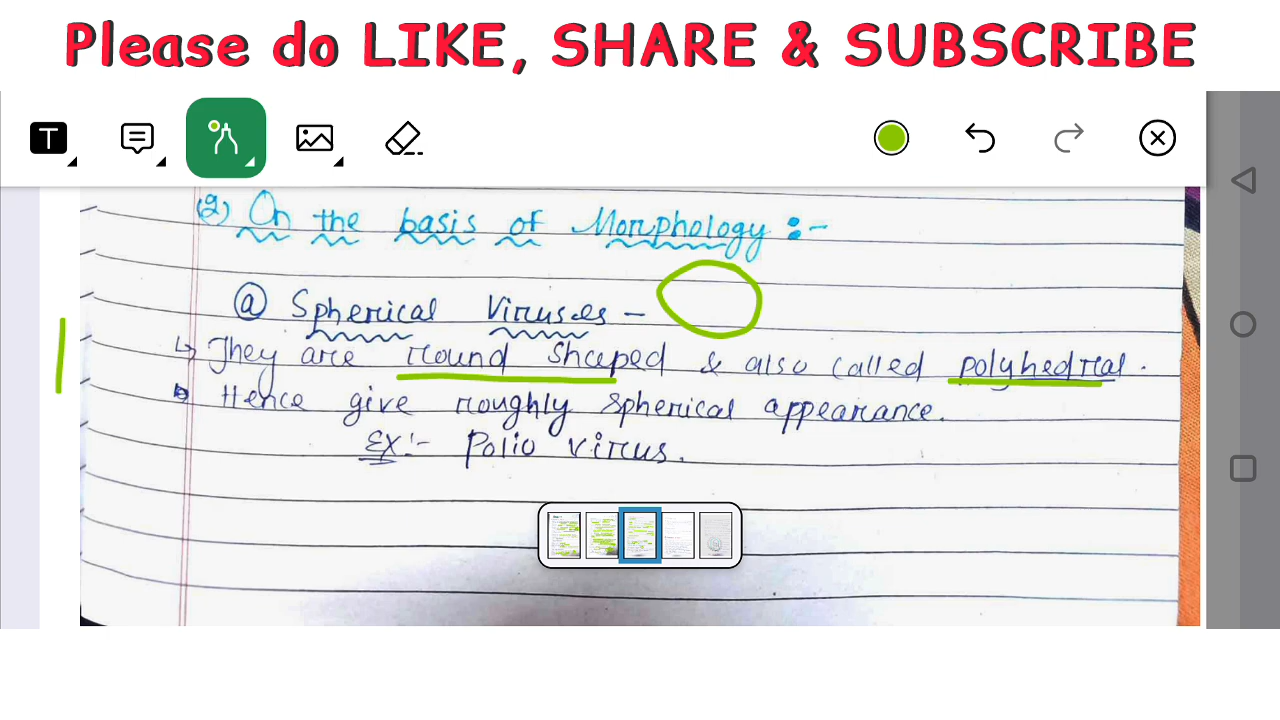 Please do LIKE, SHARE & SUBSCRIBE
T
(2) On the basis of Morphology :-
(a) Spherical Viruses -
↳ They are round shaped & also called polyhedral.
Hence give roughly spherical appearance.
Ex:- Polio virus.